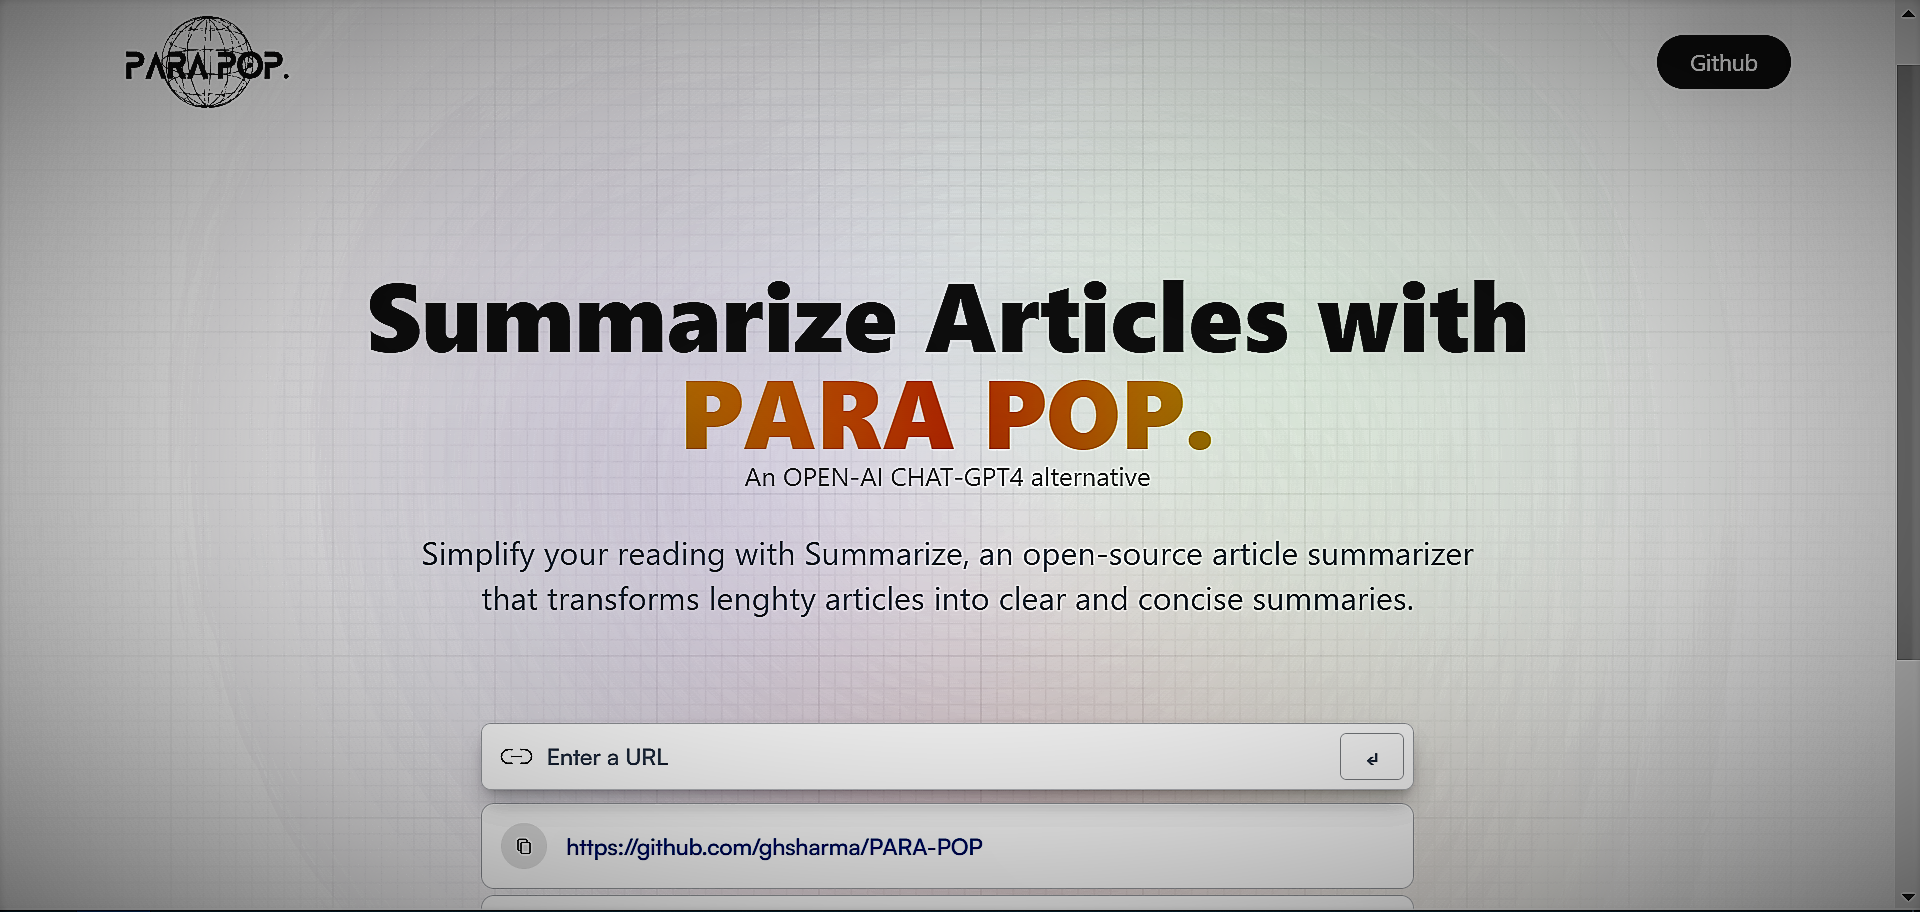 PARA POP.
Github
Summarize Articles with
PARA POP.
An OPEN-AI CHAT-GPT4 alternative
Simplify your reading with Summarize, an open-source article summarizer
that transforms lenghty articles into clear and concise summaries.
Enter a URL
https://github.com/ghsharma/PARA-POP